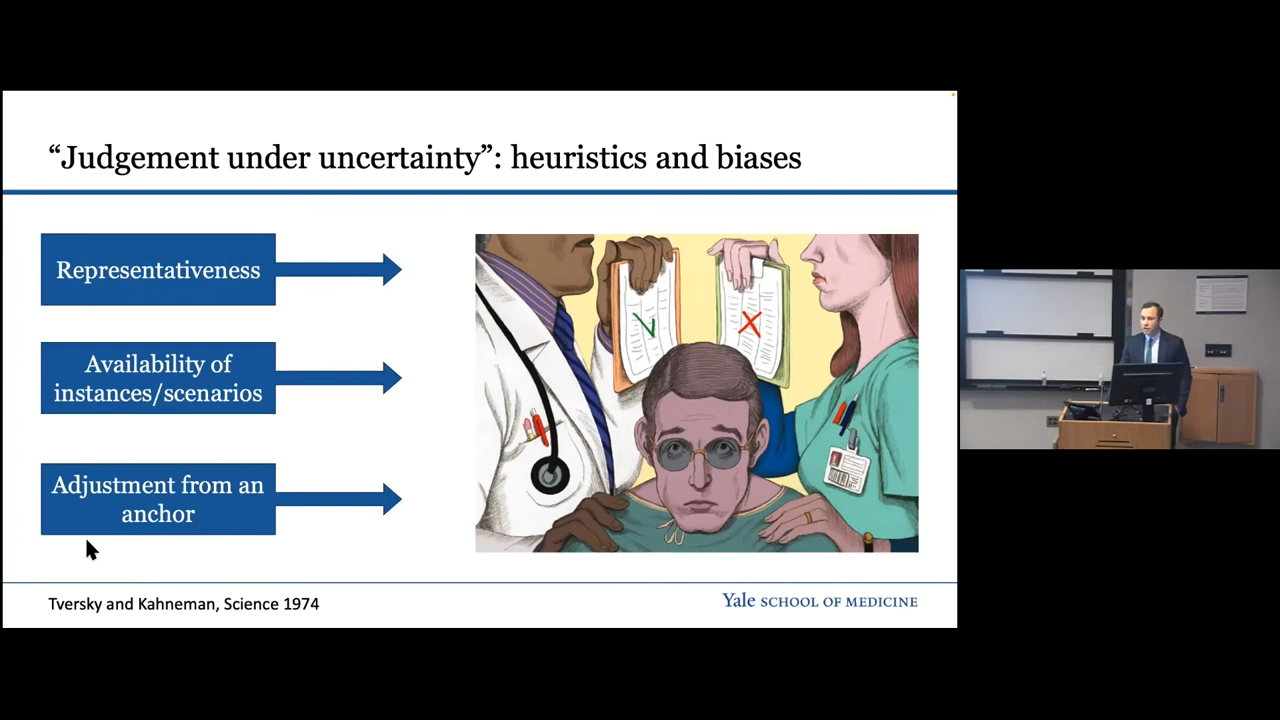 “Judgement under uncertainty”: heuristics and biases
Representativeness
Availability of
instances/scenarios
Adjustment from an
anchor
Tversky and Kahneman, Science 1974
Yale SCHOOL OF MEDICINE